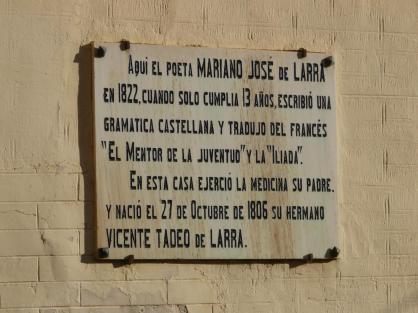 Aquí el poeta MARIANO JOSÉ de LARRA
en 1822, cuando solo cumplia 13 años, escribió una
gramatica castellana y tradujo del francés
"El Mentor de la juventud" y la "Iliada".
En esta casa ejerció la medicina su padre,
y nació el 27 de Octubre de 1806 su hermano
VICENTE TADEO de LARRA.